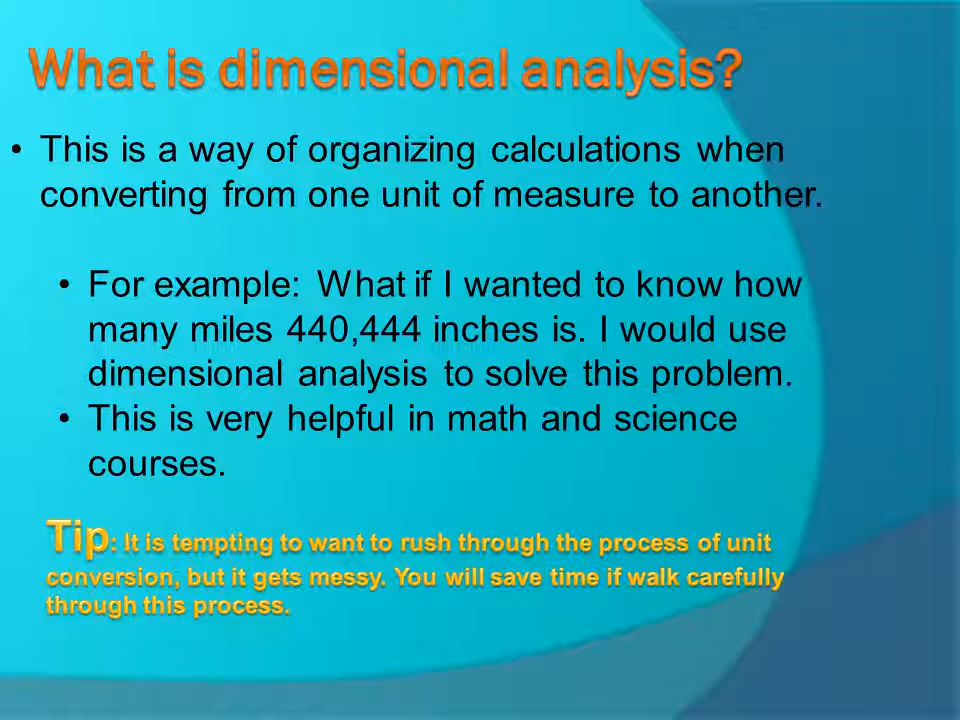 What is dimensional analysis?
• This is a way of organizing calculations when
converting from one unit of measure to another.
• For example: What if I wanted to know how
many miles 440,444 inches is. I would use
dimensional analysis to solve this problem.
• This is very helpful in math and science
courses.
Tip: It is tempting to want to rush through the process of unit
conversion, but it gets messy. You will save time if walk carefully
through this process.